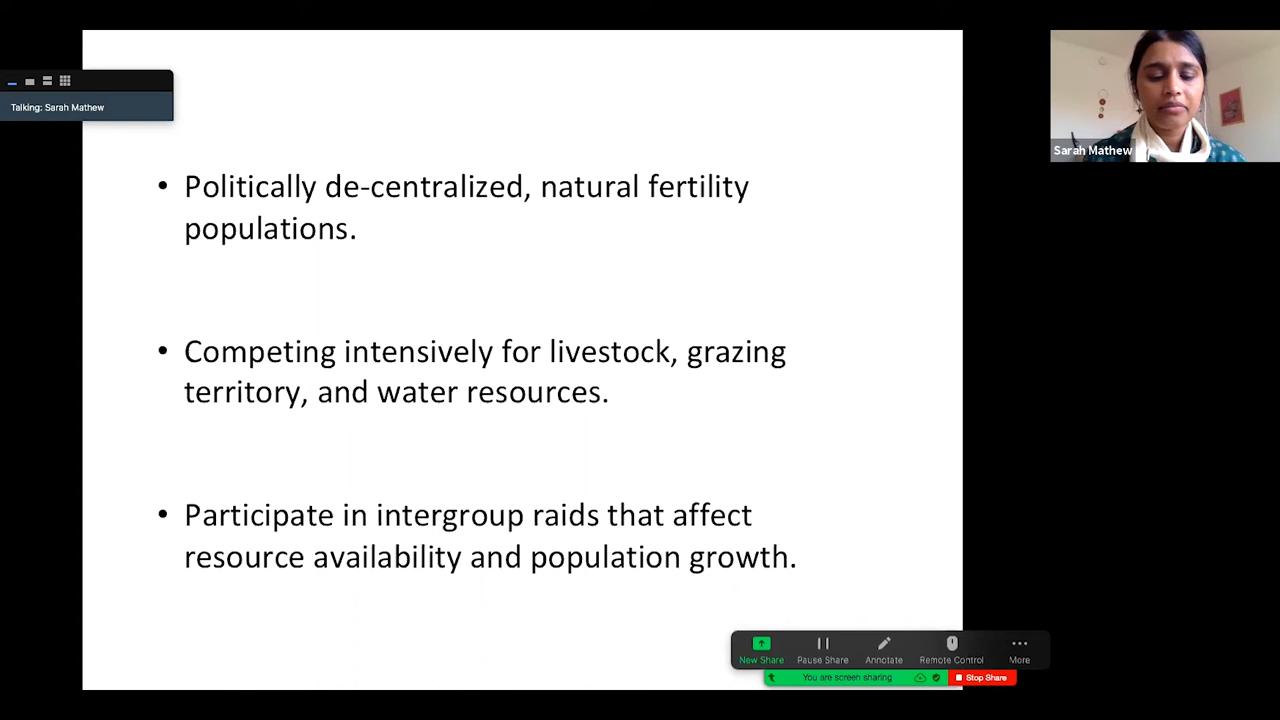 Talking: Sarah Mathew
Sarah Mathew
• Politically de-centralized, natural fertility
populations.
• Competing intensively for livestock, grazing
territory, and water resources.
• Participate in intergroup raids that affect
resource availability and population growth.
New Share
Pause Share
Annotate
Remote Control
More
You are screen sharing
Stop Share